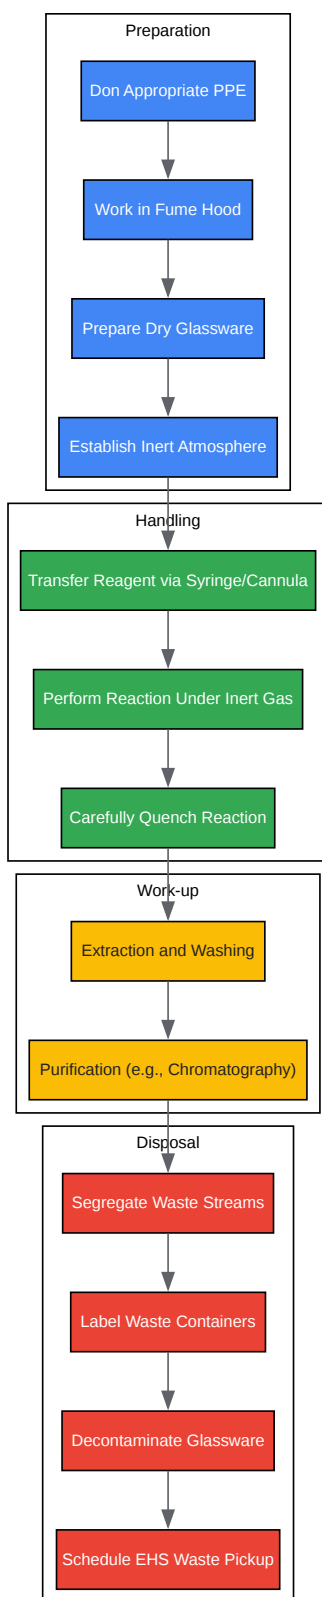 Preparation
Don Appropriate PPE
Work in Fume Hood
Prepare Dry Glassware
Establish Inert Atmosphere
Handling
Transfer Reagent via Syringe/Cannula
Perform Reaction Under Inert Gas
Carefully Quench Reaction
Work-up
Extraction and Washing
Purification (e.g., Chromatography)
Disposal
Segregate Waste Streams
Label Waste Containers
Decontaminate Glassware
Schedule EHS Waste Pickup